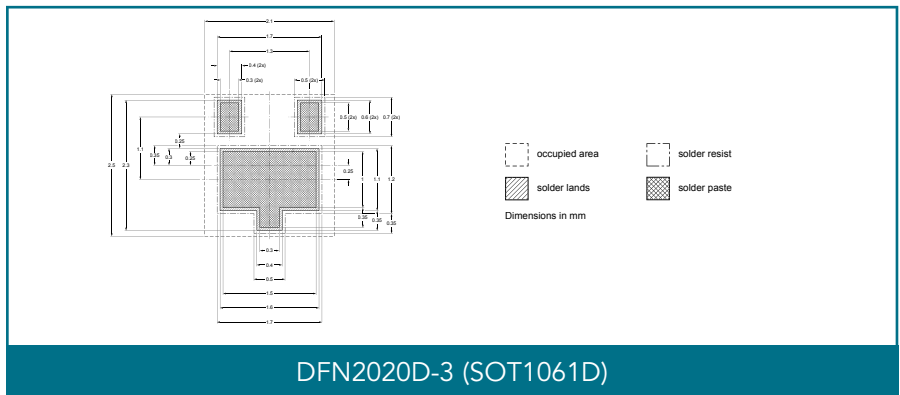 2.1
1.7
1.3
0.4 (2x)
0.3 (2x) 0.5 (2x)
0.5 (2x) 0.6 (2x) 0.7 (2x)
0.25
1.1
0.35 0.3 0.25
2.5 2.3
0.25
1 1.1 1.2
0.35 0.35 0.35
0.3
0.4
0.5
1.5
1.6
1.7
occupied area solder resist
solder lands solder paste
Dimensions in mm
DFN2020D-3 (SOT1061D)